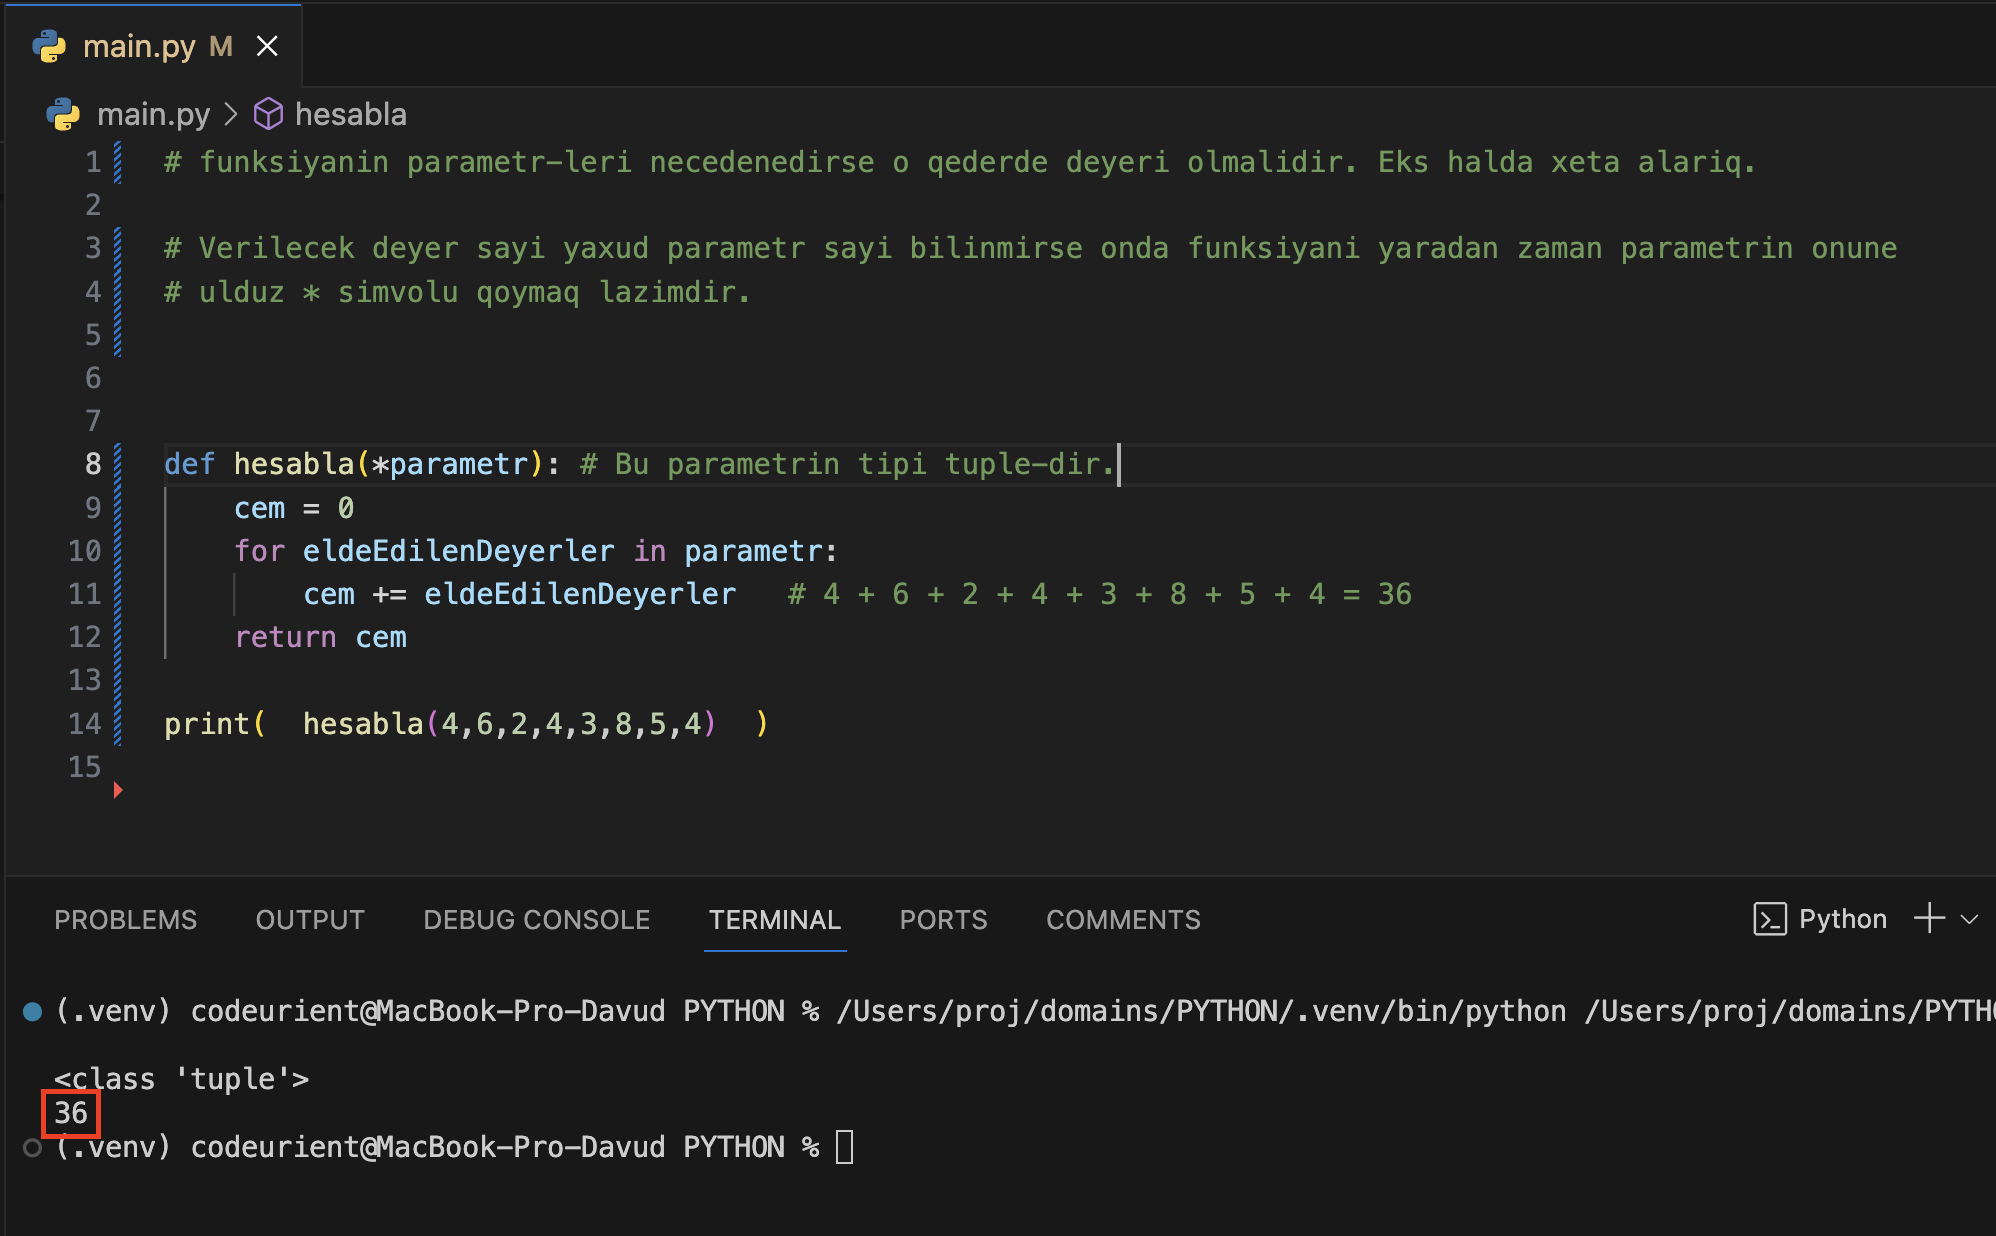 main.py M
main.py > hesabla
1 # funksiyanin parametr-leri necedenedirse o qederde deyeri olmalidir. Eks halda xeta alariq.
2
3 # Verilecek deyer sayi yaxud parametr sayi bilinmirse onda funksiyani yaradan zaman parametrin onune
4 # ulduz * simvolu qoymaq lazimdir.
5
6
7
8 def hesabla(*parametr): # Bu parametrin tipi tuple-dir.
9     cem = 0
10     for eldeEdilenDeyerler in parametr:
11         cem += eldeEdilenDeyerler   # 4 + 6 + 2 + 4 + 3 + 8 + 5 + 4 = 36
12     return cem
13
14 print(  hesabla(4,6,2,4,3,8,5,4)  )
15
PROBLEMS OUTPUT DEBUG CONSOLE TERMINAL PORTS COMMENTS Python
(.venv) codeurient@MacBook-Pro-Davud PYTHON % /Users/proj/domains/PYTHON/.venv/bin/python /Users/proj/domains/PYTH
<class 'tuple'>
36
(.venv) codeurient@MacBook-Pro-Davud PYTHON %